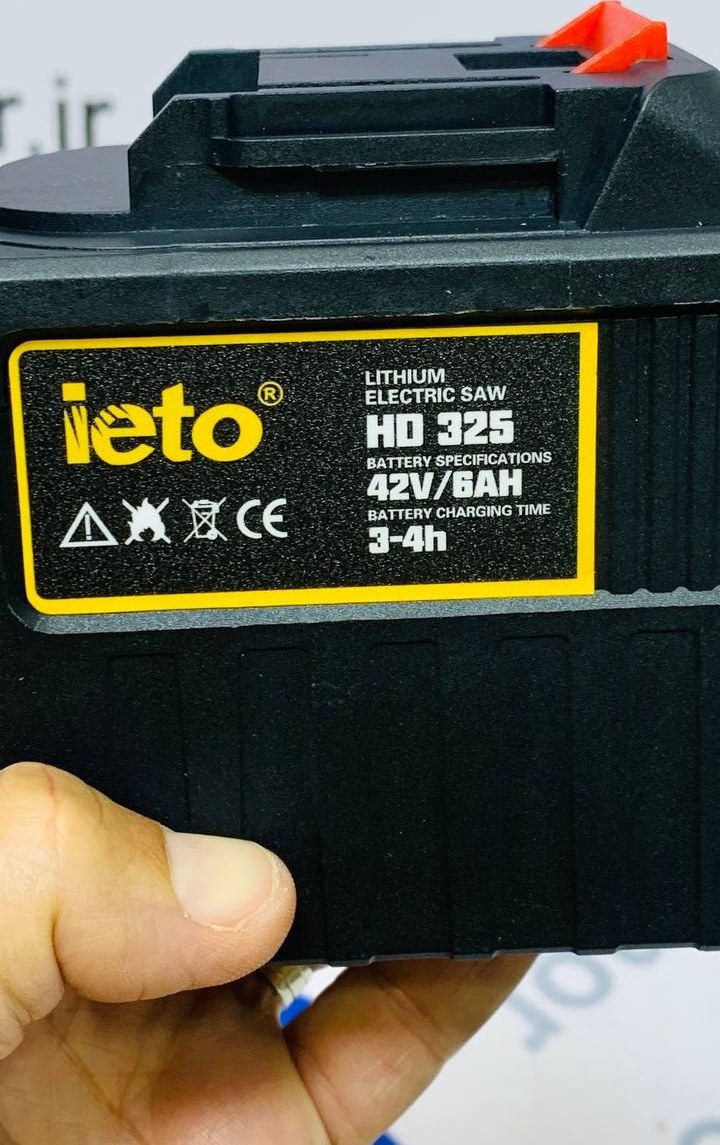 ieto®
LITHIUM
ELECTRIC SAW
HD 325
BATTERY SPECIFICATIONS
42V/6AH
BATTERY CHARGING TIME
3-4h
CE